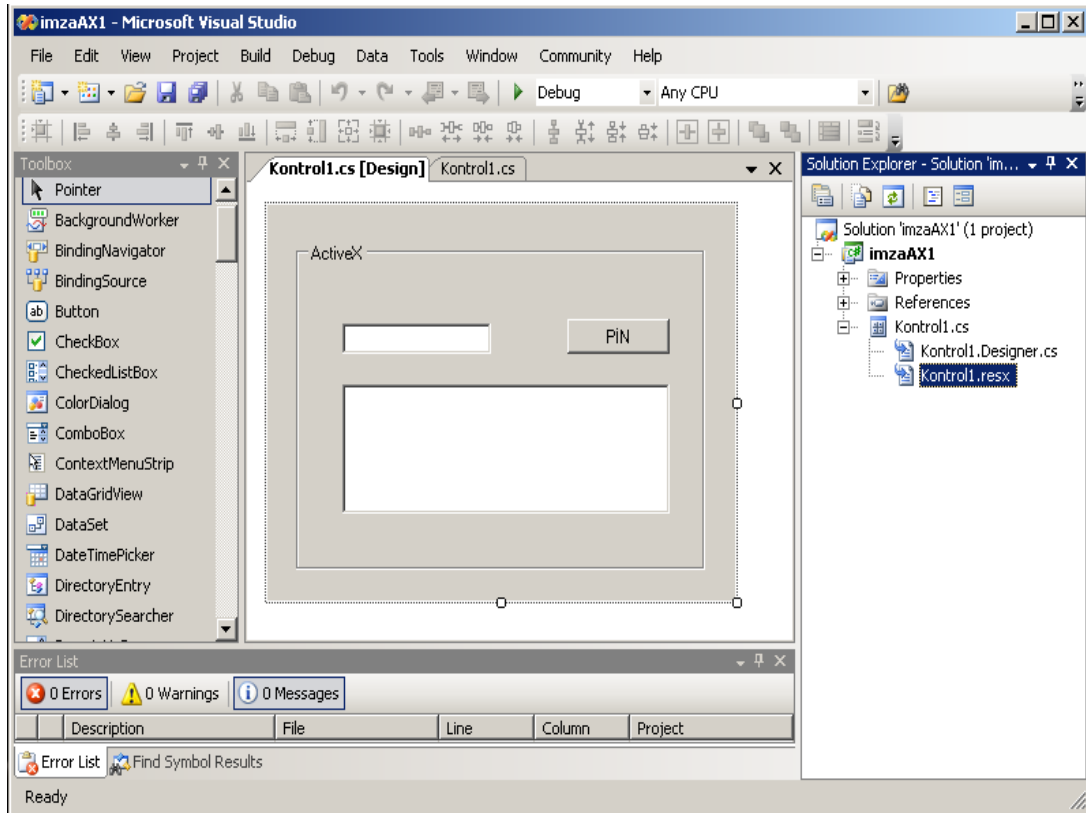 imzaAX1 - Microsoft Visual Studio
File Edit View Project Build Debug Data Tools Window Community Help
Debug Any CPU
Toolbox
Pointer
BackgroundWorker
BindingNavigator
BindingSource
ab Button
CheckBox
CheckedListBox
ColorDialog
ComboBox
ContextMenuStrip
DataGridView
DataSet
DateTimePicker
DirectoryEntry
DirectorySearcher
Kontrol1.cs [Design] Kontrol1.cs
ActiveX
PİN
Solution Explorer - Solution 'im...
Solution 'imzaAX1' (1 project)
imzaAX1
Properties
References
Kontrol1.cs
Kontrol1.Designer.cs
Kontrol1.resx
Error List
0 Errors 0 Warnings 0 Messages
Description File Line Column Project
Error List Find Symbol Results
Ready